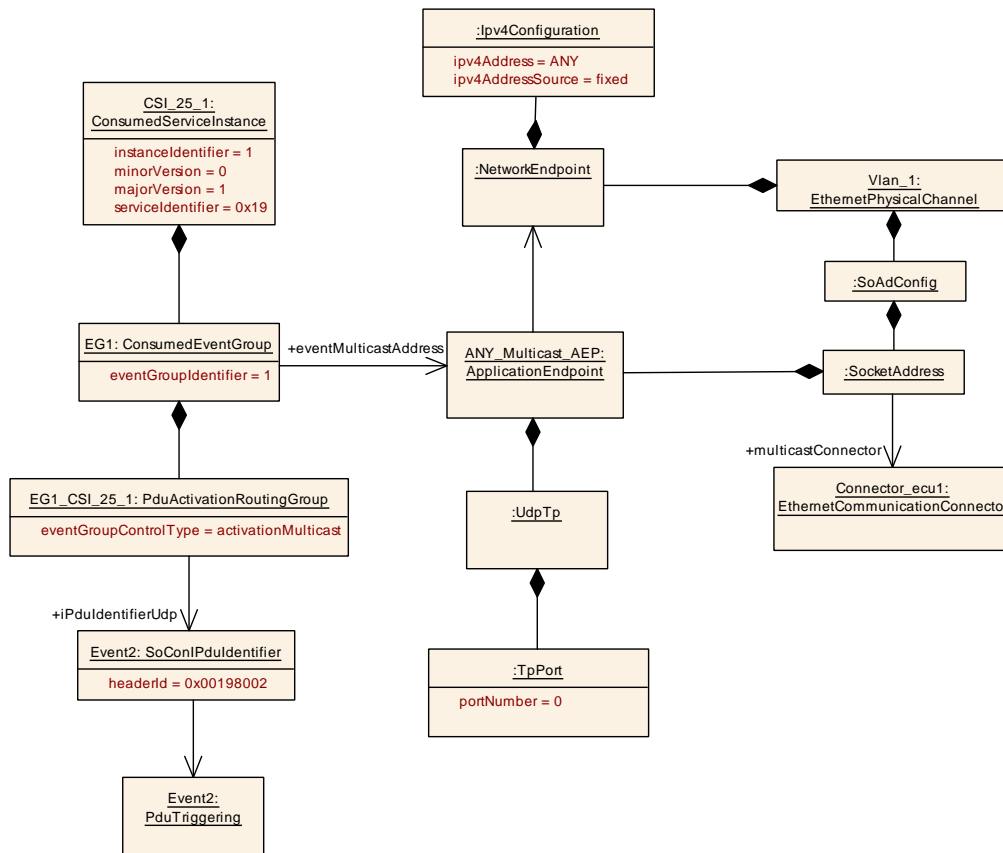 :Ipv4Configuration
ipv4Address = ANY
ipv4AddressSource = fixed
CSI_25_1:
ConsumedServiceInstance
instanceIdentifier = 1
minorVersion = 0
majorVersion = 1
serviceIdentifier = 0x19
:NetworkEndpoint
Vlan_1:
EthernetPhysicalChannel
:SoAdConfig
EG1: ConsumedEventGroup
eventGroupIdentifier = 1
+eventMulticastAddress
ANY_Multicast_AEP:
ApplicationEndpoint
:SocketAddress
+multicastConnector
EG1_CSI_25_1: PduActivationRoutingGroup
eventGroupControlType = activationMulticast
:UdpTp
Connector_ecu1:
EthernetCommunicationConnector
+iPduIdentifierUdp
Event2: SoConIPduIdentifier
headerId = 0x00198002
:TpPort
portNumber = 0
Event2:
PduTriggering